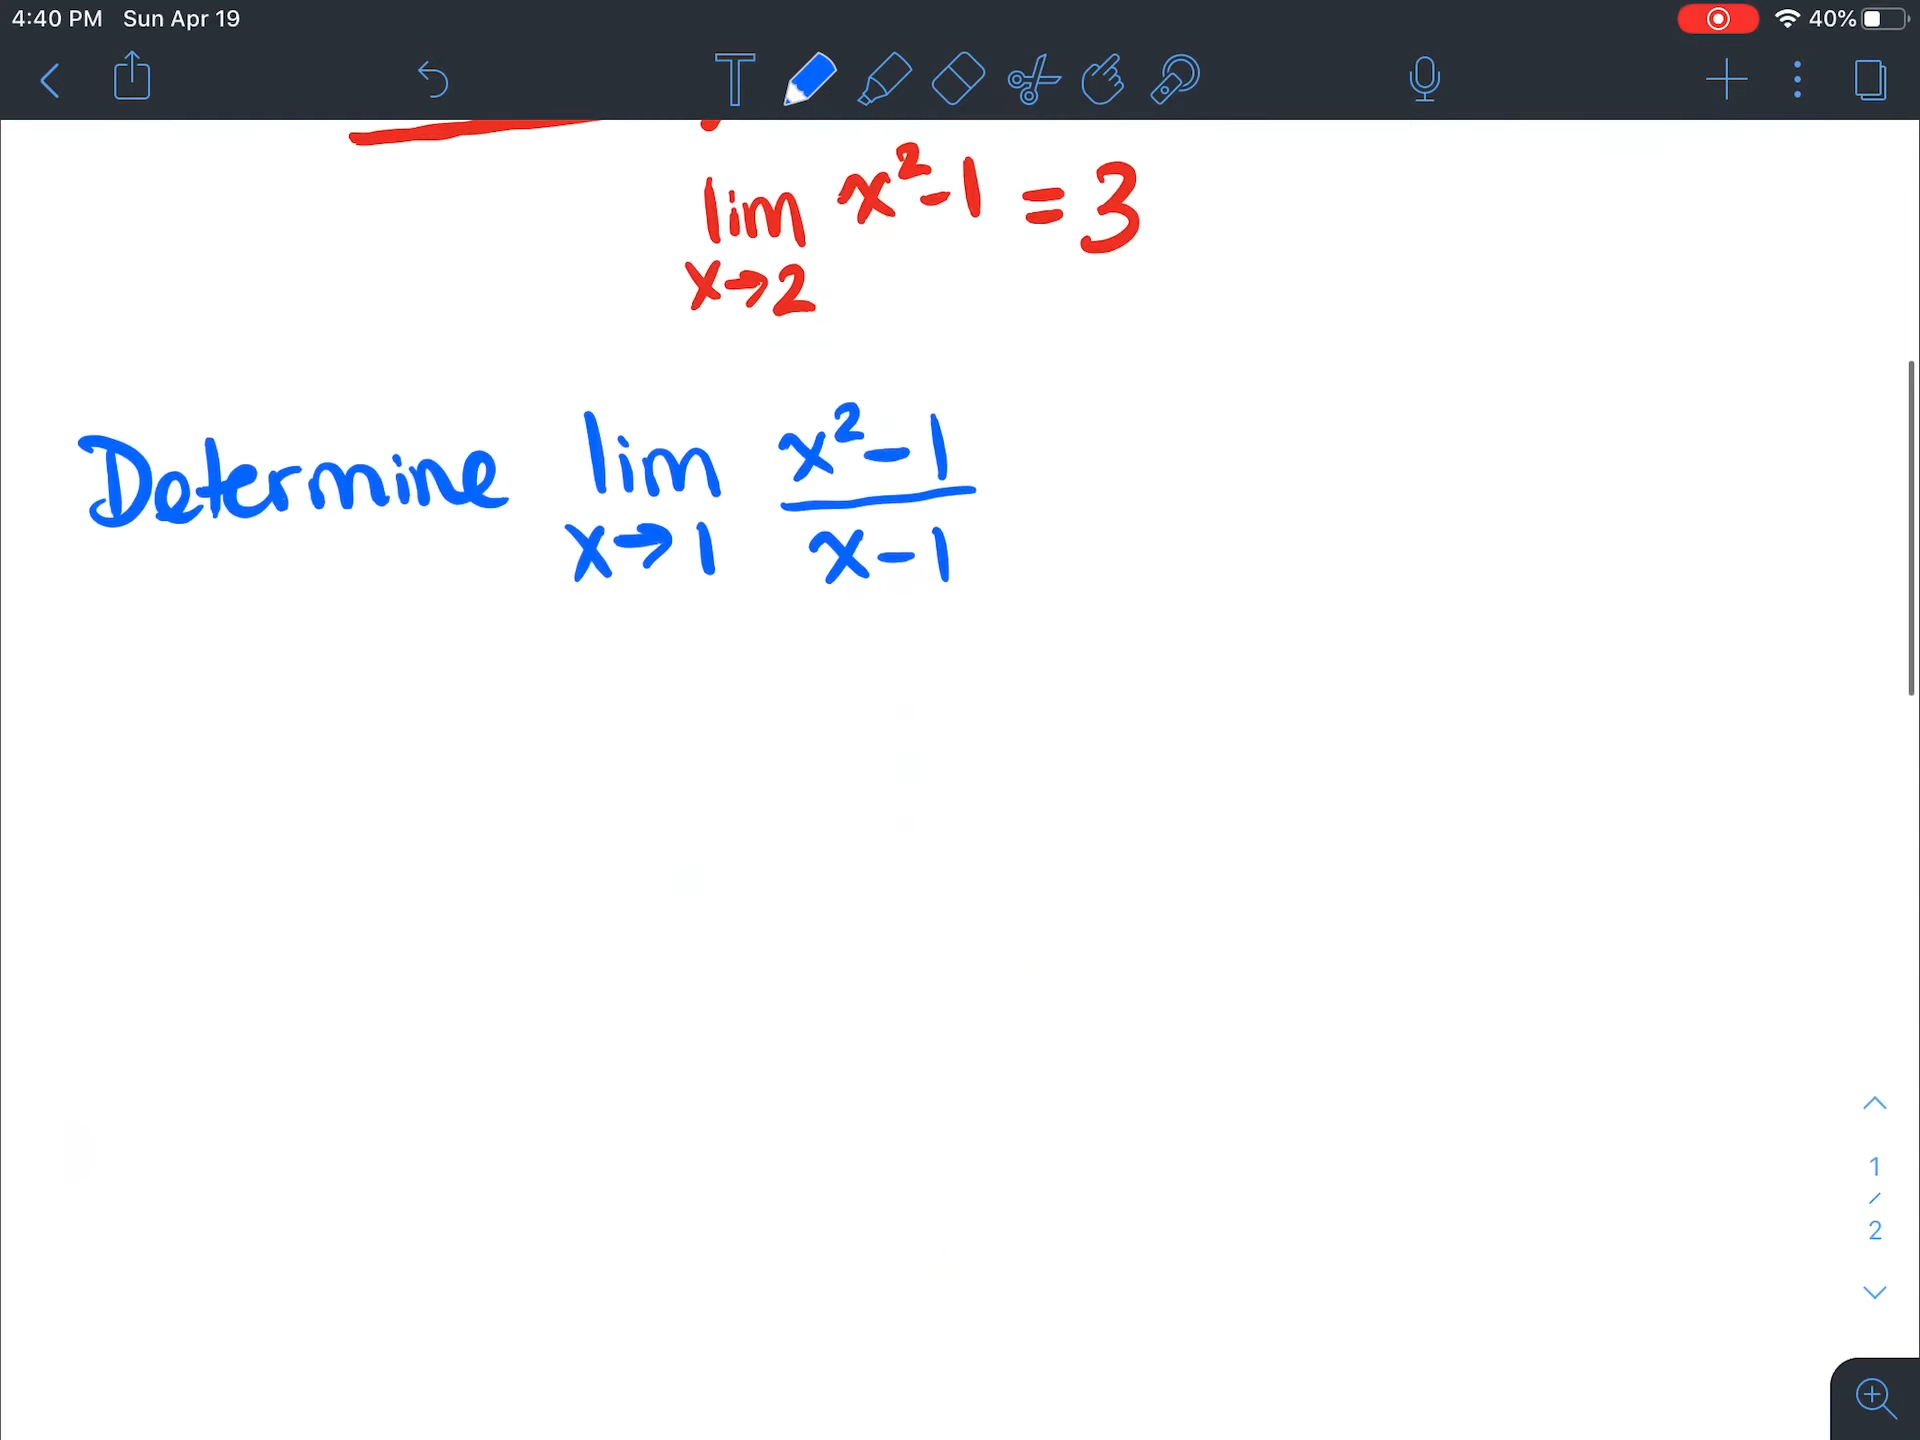 4:40 PM Sun Apr 19 40%
lim x²-1 = 3
x→2
Determine lim x²-1
x→1 x-1
1
/
2